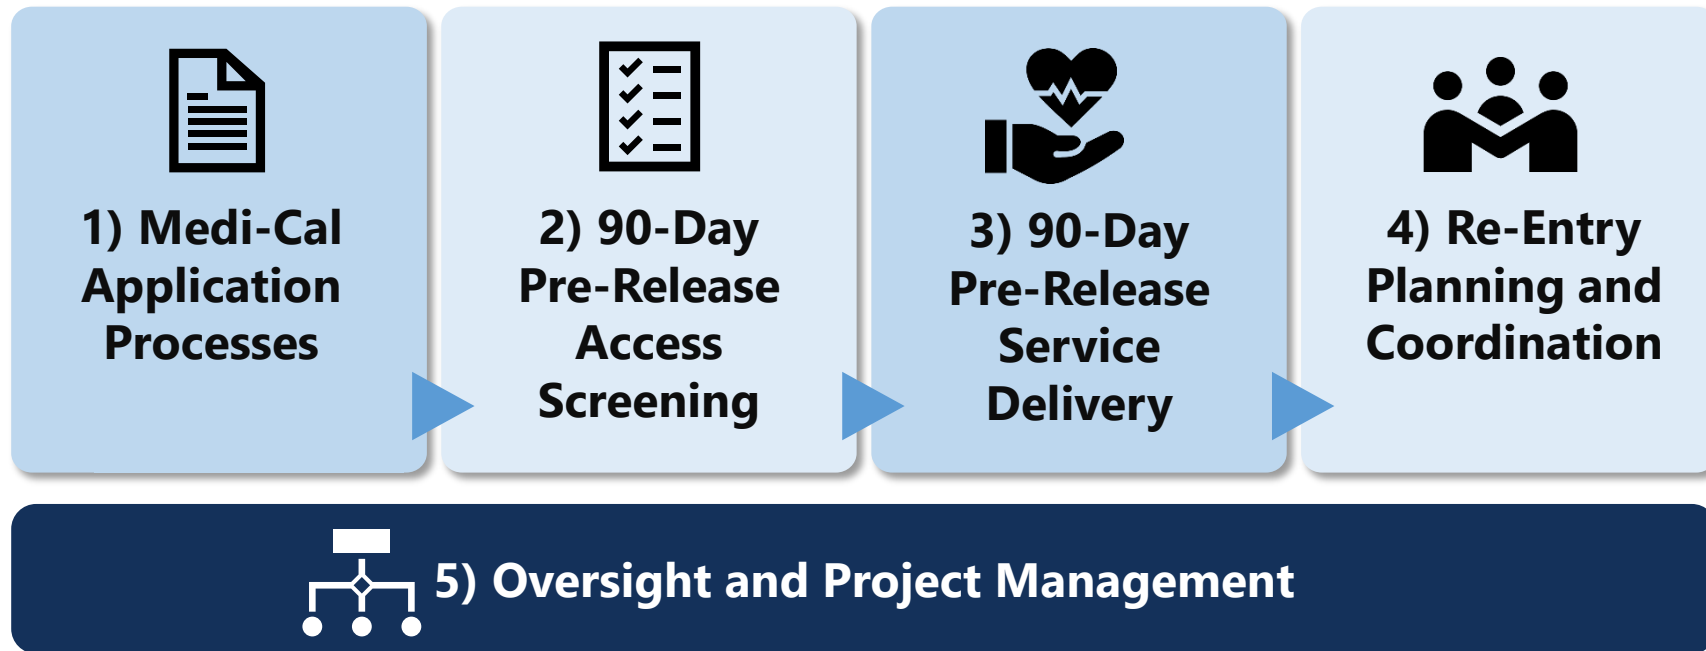 1) Medi-Cal
Application
Processes
2) 90-Day
Pre-Release
Access
Screening
3) 90-Day
Pre-Release
Service
Delivery
4) Re-Entry
Planning and
Coordination
5) Oversight and Project Management